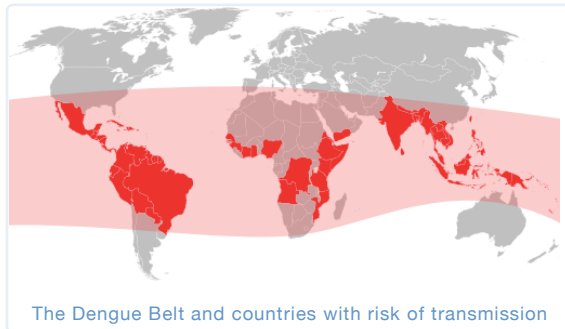 The Dengue Belt and countries with risk of transmission